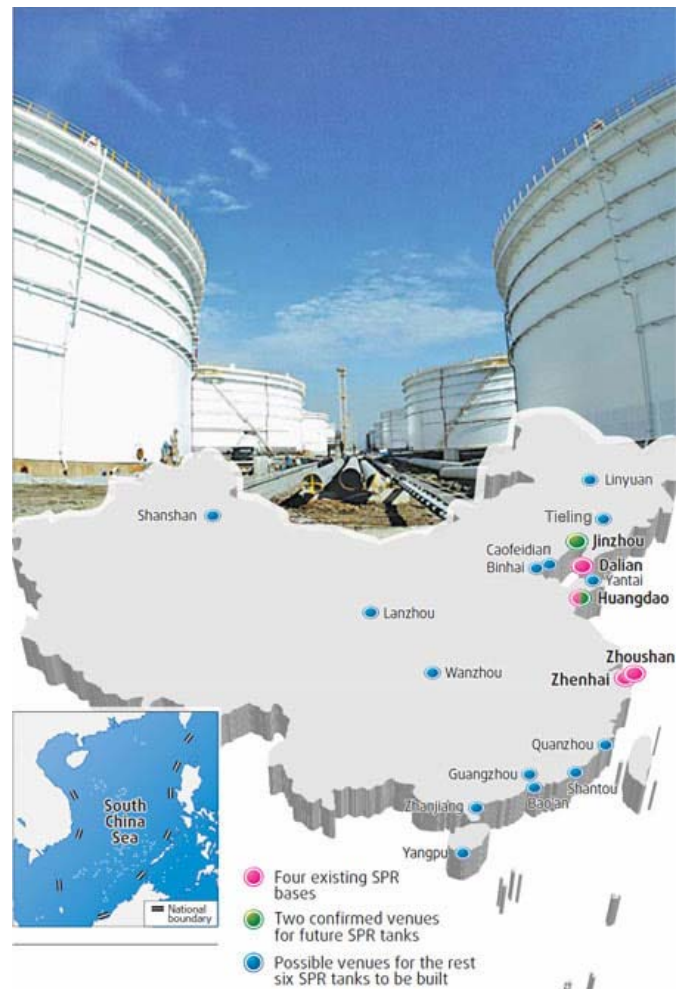 Linyuan
Shanshan
Tieling
Jinzhou
Caofeidian
Binhai
Dalian
Yantai
Huangdao
Lanzhou
Zhoushan
Wanzhou
Zhenhai
Quanzhou
Guangzhou
Shantou
Bao'an
Zhanjiang
Yangpu
South
China
Sea
National
boundary
Four existing SPR
bases
Two confirmed venues
for future SPR tanks
Possible venues for the rest
six SPR tanks to be built